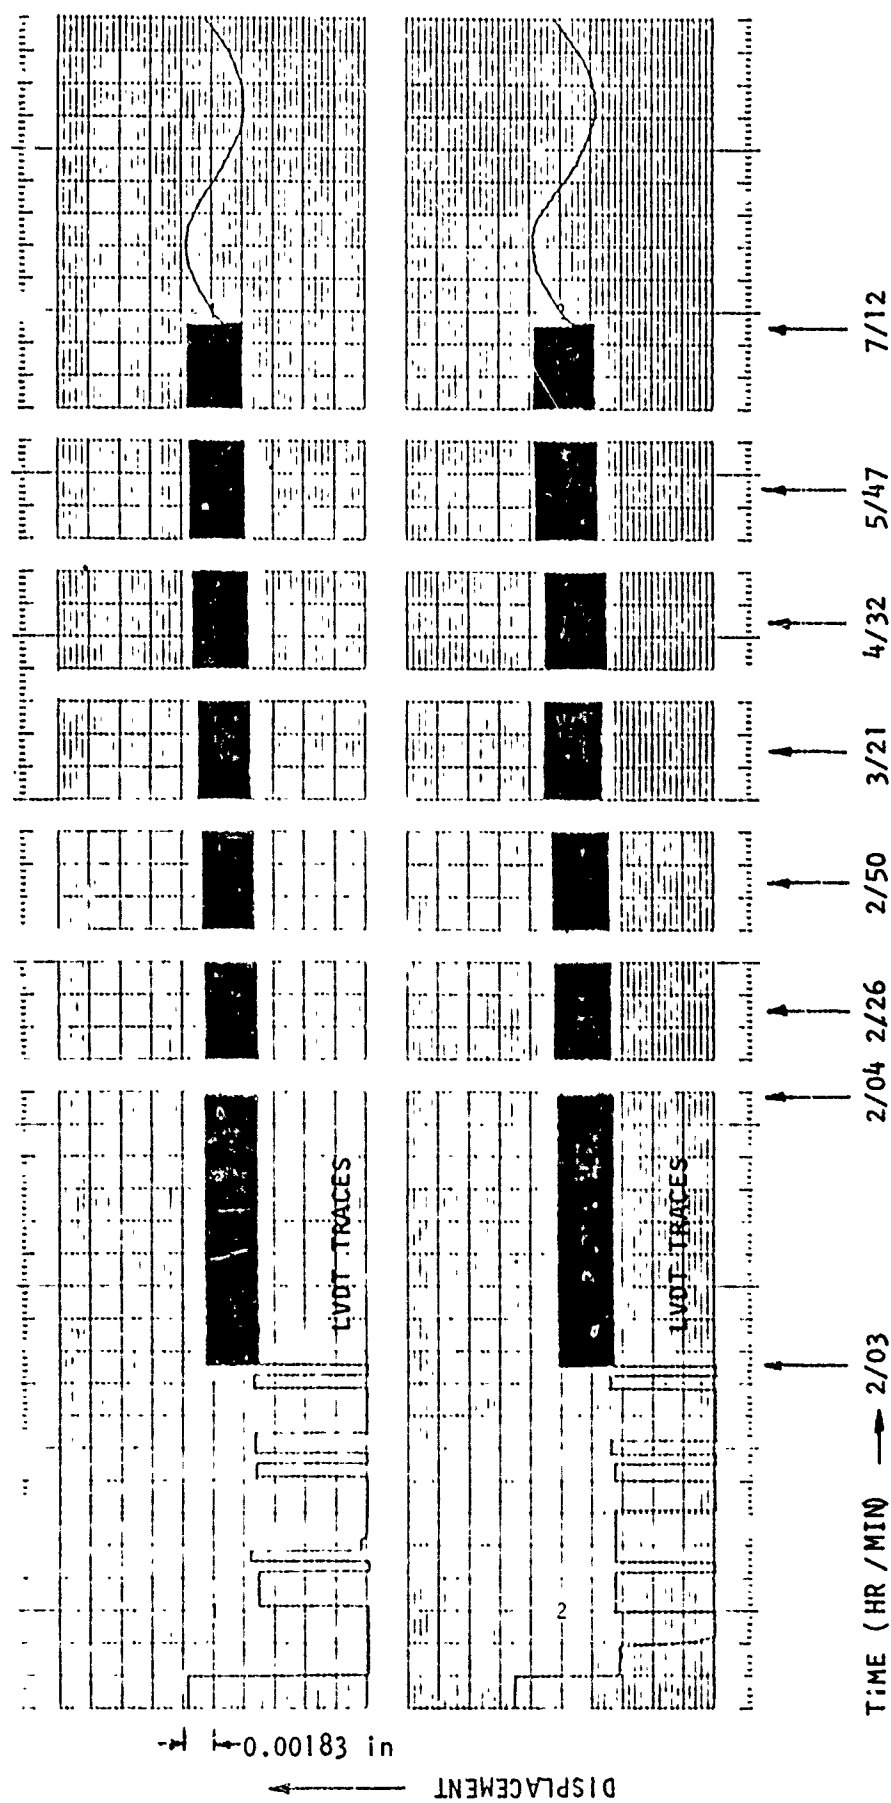 DISPLACEMENT
0.00183 in
LVDT TRACES
2
LVDT TRACES
TIME (HR/MIN)
2/03
2/04
2/26
2/50
3/21
4/32
5/47
7/12